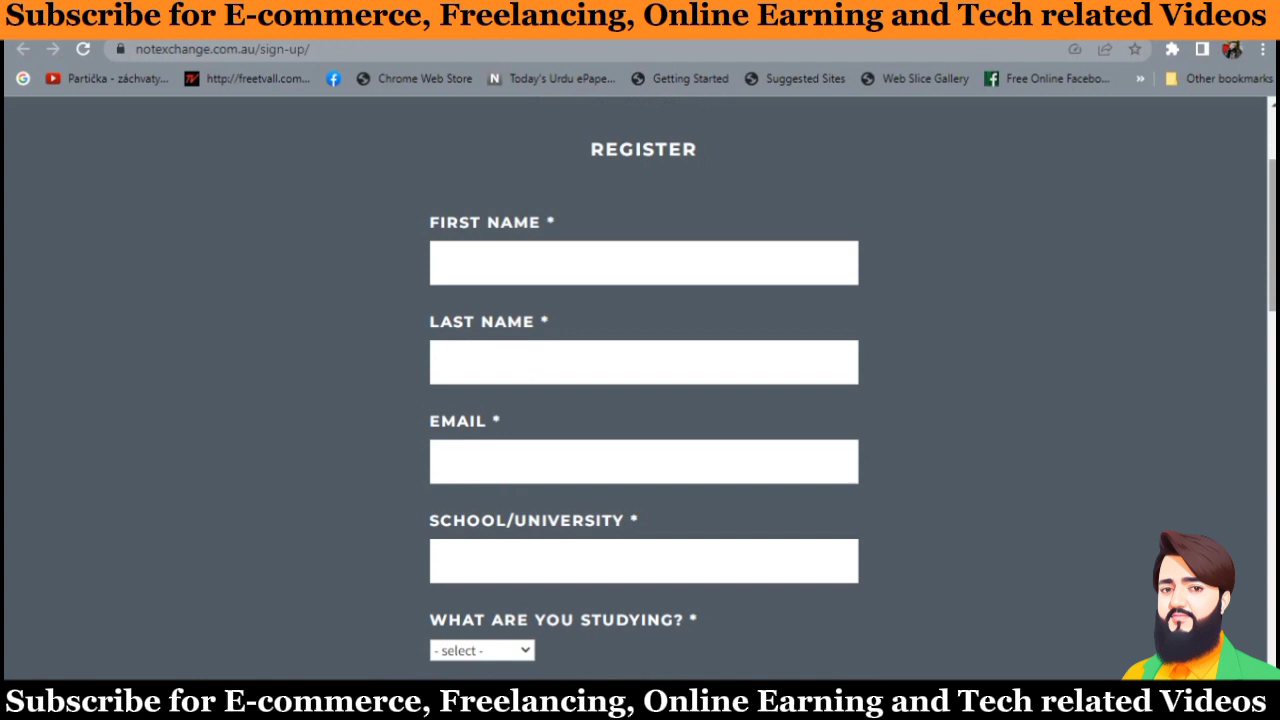 Subscribe for E-commerce, Freelancing, Online Earning and Tech related Videos
notexchange.com.au/sign-up/
Partička - záchvaty... http://freetvall.com... Chrome Web Store Today's Urdu ePape... Getting Started Suggested Sites Web Slice Gallery Free Online Facebo... » Other bookmarks
REGISTER
FIRST NAME *
LAST NAME *
EMAIL *
SCHOOL/UNIVERSITY *
WHAT ARE YOU STUDYING? *
- select -
Subscribe for E-commerce, Freelancing, Online Earning and Tech related Videos